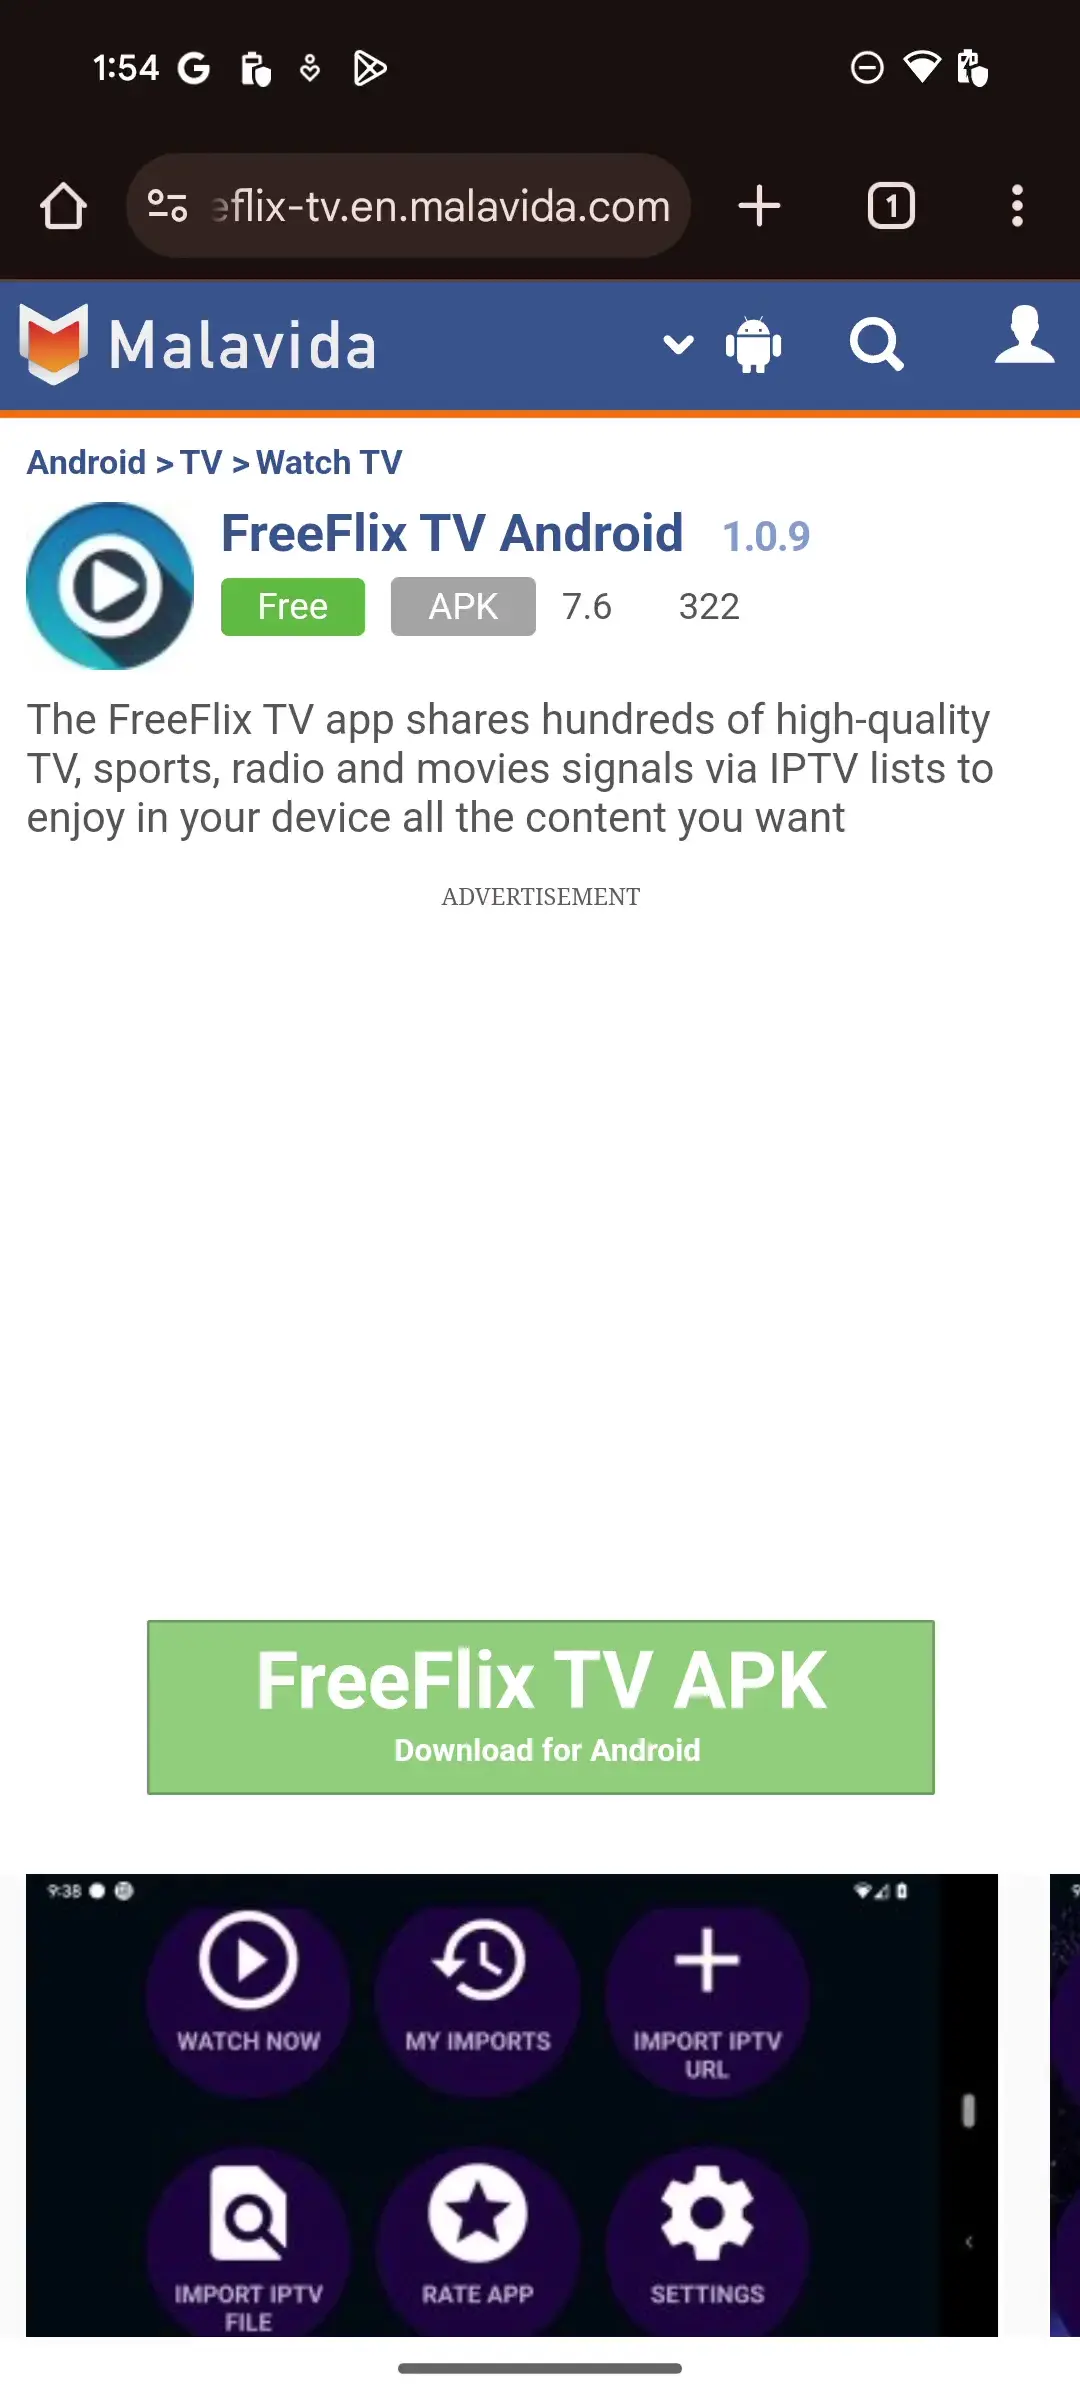 1:54
eflix-tv.en.malavida.com
1
Malavida
Android > TV > Watch TV
FreeFlix TV Android 1.0.9
Free APK 7.6 322
The FreeFlix TV app shares hundreds of high-quality
TV, sports, radio and movies signals via IPTV lists to
enjoy in your device all the content you want
ADVERTISEMENT
FreeFlix TV APK
Download for Android
9:38
WATCH NOW
MY IMPORTS
IMPORT IPTV
URL
IMPORT IPTV
FILE
RATE APP
SETTINGS